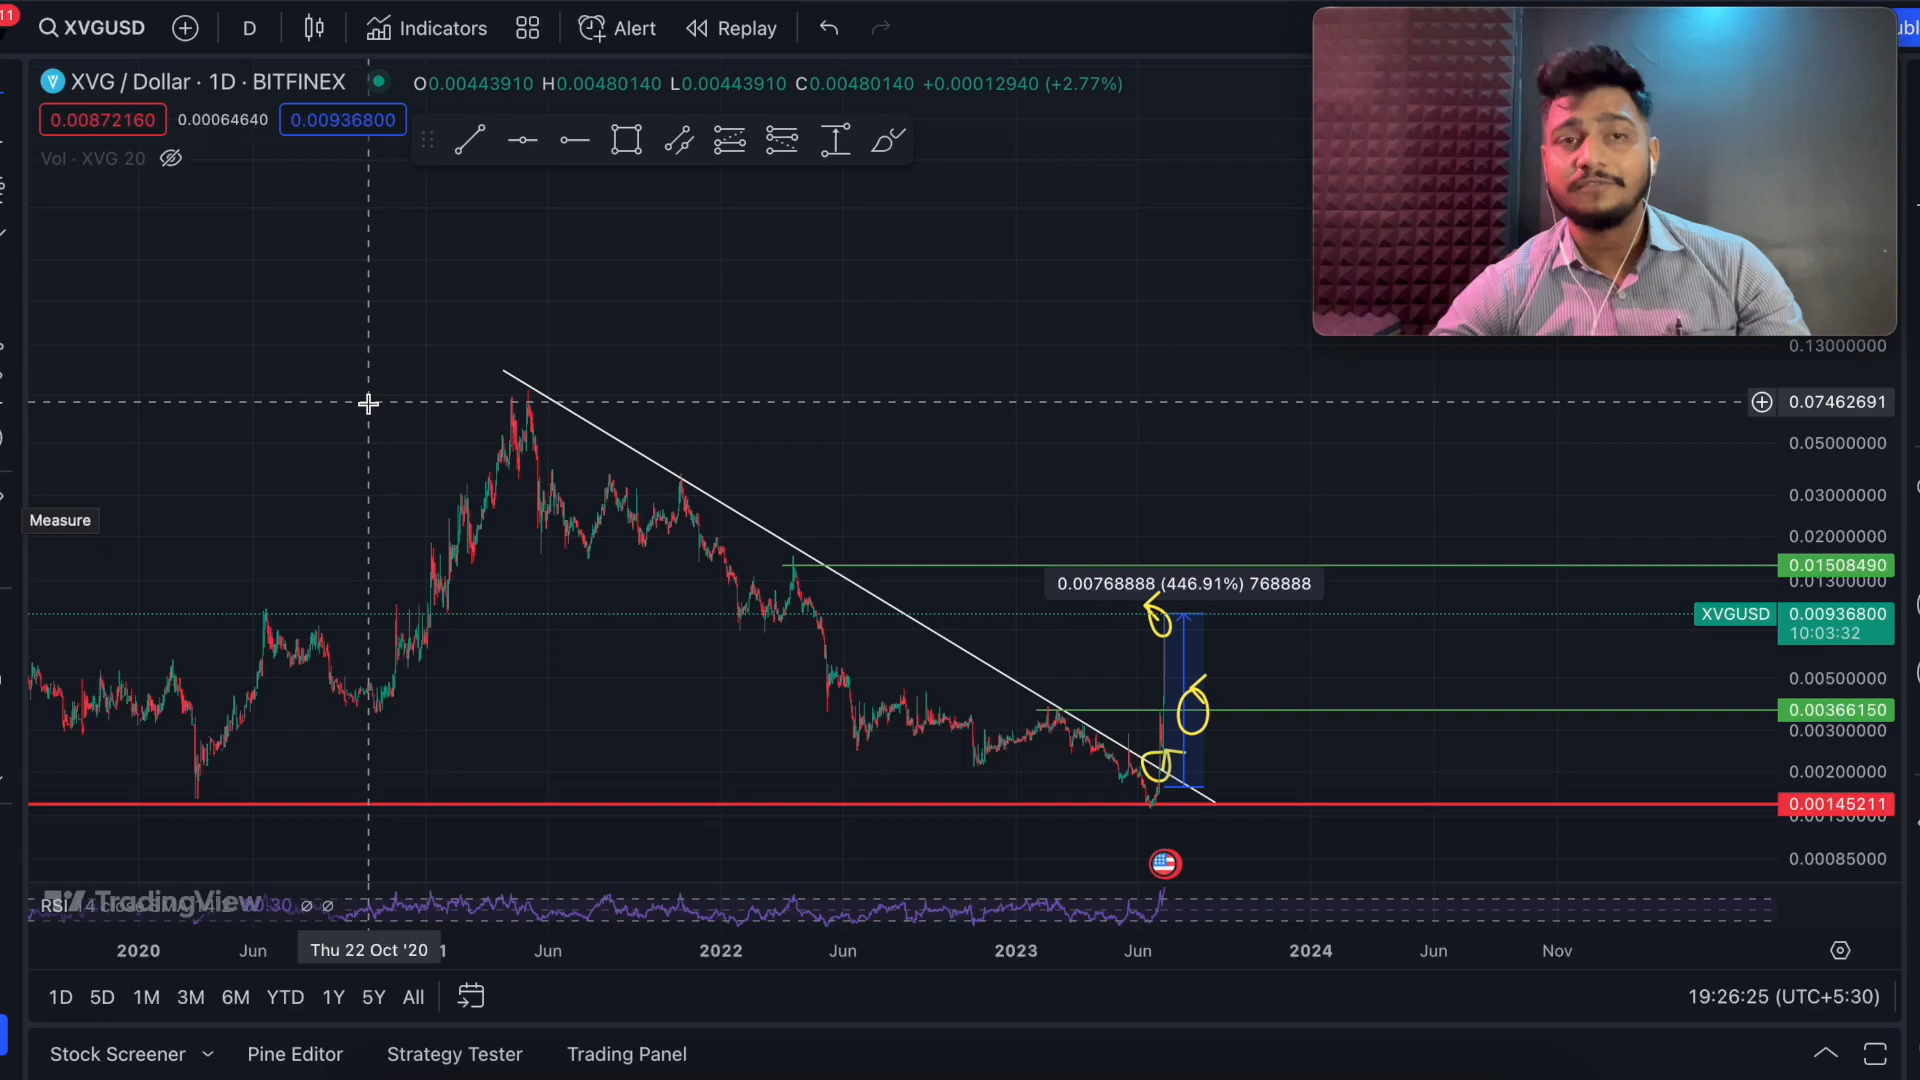 11
XVGUSD
D
Indicators
Alert
Replay
XVG / Dollar · 1D · BITFINEX
O0.00443910 H0.00480140 L0.00443910 C0.00480140 +0.00012940 (+2.77%)
0.00872160
0.00064640
0.00936800
Vol · XVG 20
0.13000000
0.07462691
0.05000000
0.03000000
Measure
0.02000000
0.01508490
0.01300000
0.00768888 (446.91%) 768888
XVGUSD
0.00936800
10:03:32
0.00500000
0.00366150
0.00300000
0.00200000
0.00145211
0.00130000
0.00085000
TradingView
RSI
2020
Jun
Thu 22 Oct '20
Jun
2022
Jun
2023
Jun
2024
Jun
Nov
1D 5D 1M 3M 6M YTD 1Y 5Y All
19:26:25 (UTC+5:30)
Stock Screener
Pine Editor
Strategy Tester
Trading Panel